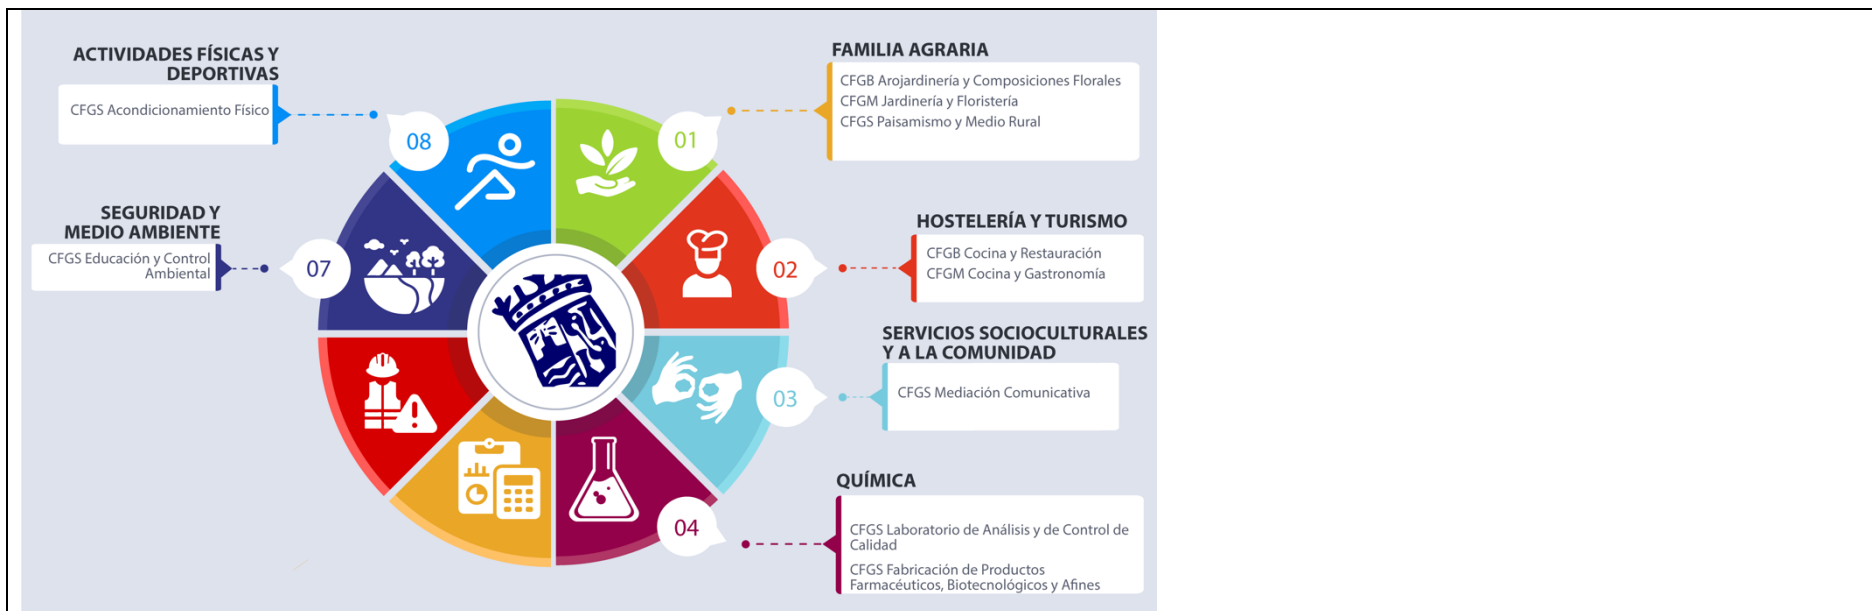 ACTIVIDADES FÍSICAS Y
DEPORTIVAS
CFGS Acondicionamiento Físico
08
FAMILIA AGRARIA
CFGB Arojardinería y Composiciones Florales
CFGM Jardinería y Floristería
CFGS Paisamismo y Medio Rural
01
SEGURIDAD Y
MEDIO AMBIENTE
CFGS Educación y Control
Ambiental
07
HOSTELERÍA Y TURISMO
CFGB Cocina y Restauración
CFGM Cocina y Gastronomía
02
SERVICIOS SOCIOCULTURALES
Y A LA COMUNIDAD
CFGS Mediación Comunicativa
03
QUÍMICA
CFGS Laboratorio de Análisis y de Control de
Calidad
CFGS Fabricación de Productos
Farmacéuticos, Biotecnológicos y Afines
04